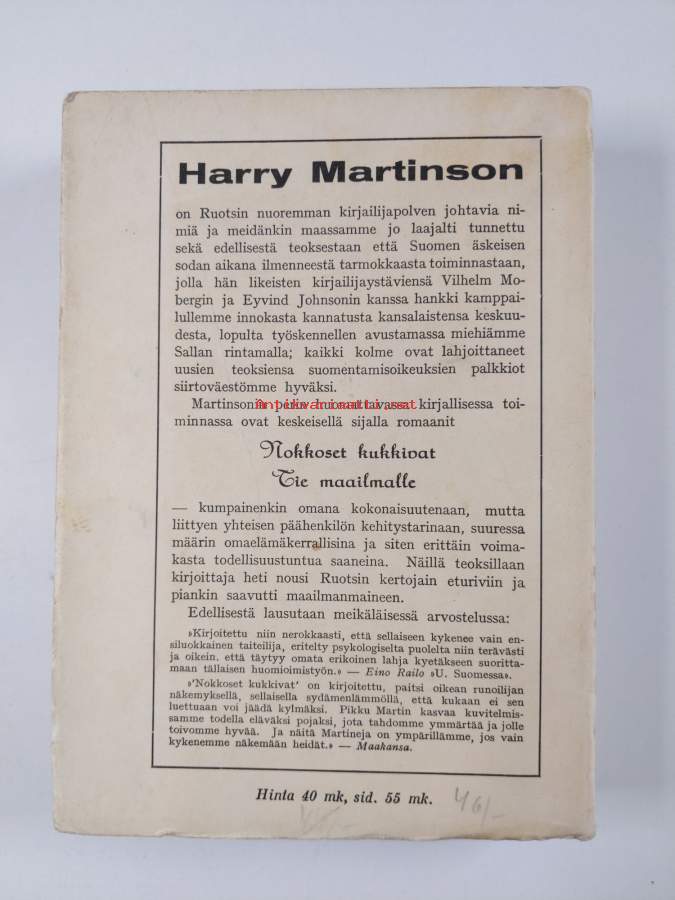 Harry Martinson
on Ruotsin nuoremman kirjailijapolven johtavia ni-
miä ja meidänkin maassamme jo laajalti tunnettu
sekä edellisestä teoksestaan että Suomen äskeisen
sodan aikana ilmenneestä tarmokkaasta toiminnastaan,
jolla hän likeisten kirjailijaystäviensä Vilhelm Mo-
bergin ja Eyvind Johnsonin kanssa hankki kamppai-
lullemme innokasta kannatusta kansalaistensa keskuu-
desta, lopulta työskennellen avustamassa miehiämme
Sallan rintamalla; kaikki kolme ovat lahjoittaneet
uusien teoksiensa suomentamisoikeuksien palkkiot
siirtoväestömme hyväksi.
Martinsonin perin huomattavassa kirjallisessa toi-
minnassa ovat keskeisellä sijalla romaanit
Nokkoset kukkivat
Tie maailmalle
— kumpainenkin omana kokonaisuutenaan, mutta
liittyen yhteisen päähenkilön kehitystarinaan, suuressa
määrin omaelämäkerrallisina ja siten erittäin voima-
kasta todellisuustuntua saaneina. Näillä teoksillaan
kirjoittaja heti nousi Ruotsin kertojain eturiviin ja
piankin saavutti maailmanmaineen.
Edellisestä lausutaan meikäläisessä arvostelussa:
»Kirjoitettu niin nerokkaasti, että sellaiseen kykenee vain en-
siluokkainen taiteilija, eritelty psykologiselta puolelta niin terävästi
ja oikein. että täytyy omata erikoinen lahja kyetäkseen suoritta-
maan tällaisen huomioimistyön.» — Eino Railo »U. Suomessa».
»'Nokkoset kukkivat' on kirjoitettu, paitsi oikean runoilijan
näkemyksellä, sellaisella sydämenlämmöllä, että kukaan ei sen
luettuaan voi jäädä kylmäksi. Pikku Martin kasvaa kuvitelmis-
samme todella eläväksi pojaksi, jota tahdomme ymmärtää ja jolle
toivomme hyvää. Ja näitä Martineja on ympärillämme, jos vain
kykenemme näkemään heidät.» — Maakansa.
Hinta 40 mk, sid. 55 mk. 46/-